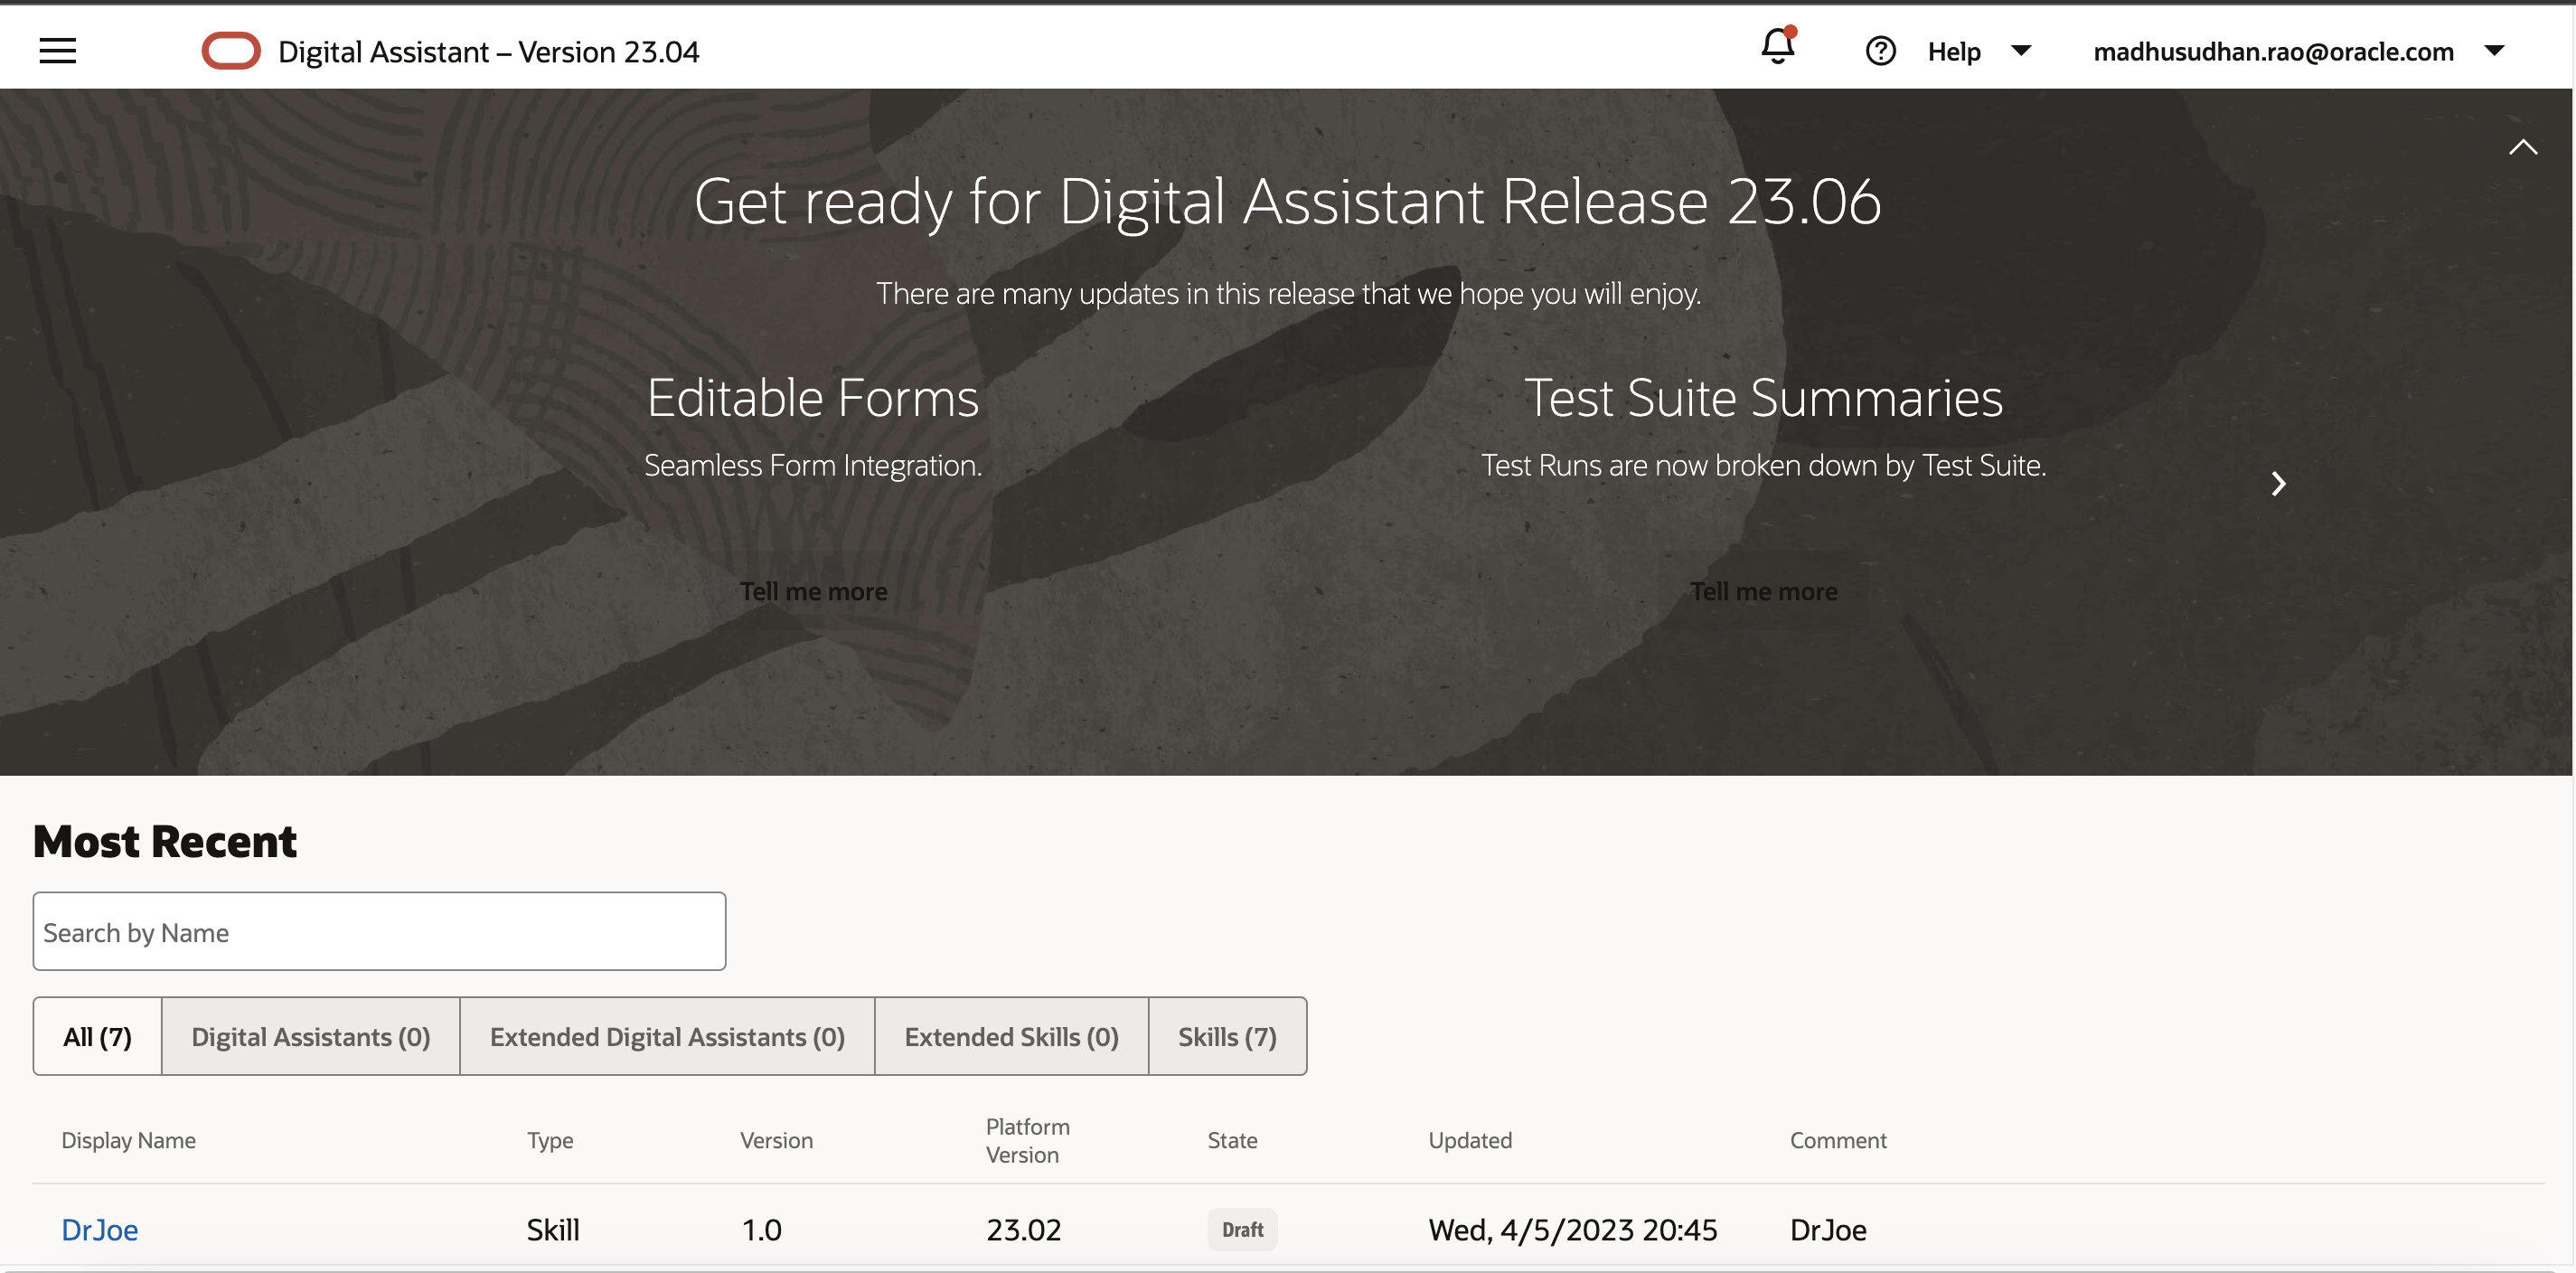 Digital Assistant – Version 23.04
Help
madhusudhan.rao@oracle.com
Get ready for Digital Assistant Release 23.06
There are many updates in this release that we hope you will enjoy.
Editable Forms
Seamless Form Integration.
Tell me more
Test Suite Summaries
Test Runs are now broken down by Test Suite.
Tell me more
Most Recent
Search by Name
All (7) Digital Assistants (0) Extended Digital Assistants (0) Extended Skills (0) Skills (7)
Display Name Type Version Platform Version State Updated Comment
DrJoe Skill 1.0 23.02 Draft Wed, 4/5/2023 20:45 DrJoe